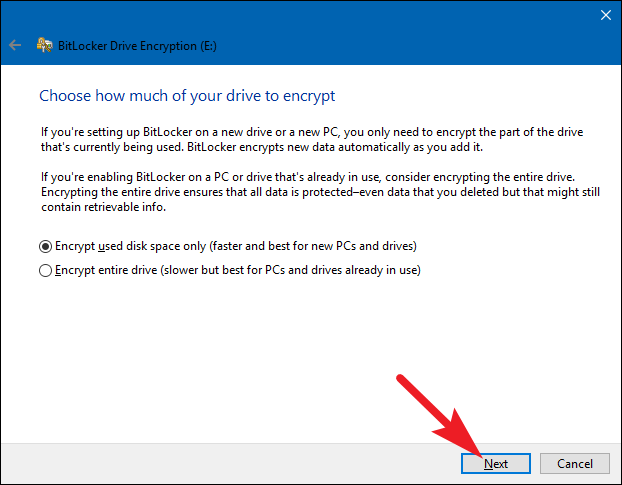 BitLocker Drive Encryption (E:)
Choose how much of your drive to encrypt
If you're setting up BitLocker on a new drive or a new PC, you only need to encrypt the part of the drive
that's currently being used. BitLocker encrypts new data automatically as you add it.
If you're enabling BitLocker on a PC or drive that's already in use, consider encrypting the entire drive.
Encrypting the entire drive ensures that all data is protected–even data that you deleted but that might still
contain retrievable info.
Encrypt used disk space only (faster and best for new PCs and drives)
Encrypt entire drive (slower but best for PCs and drives already in use)
Next
Cancel